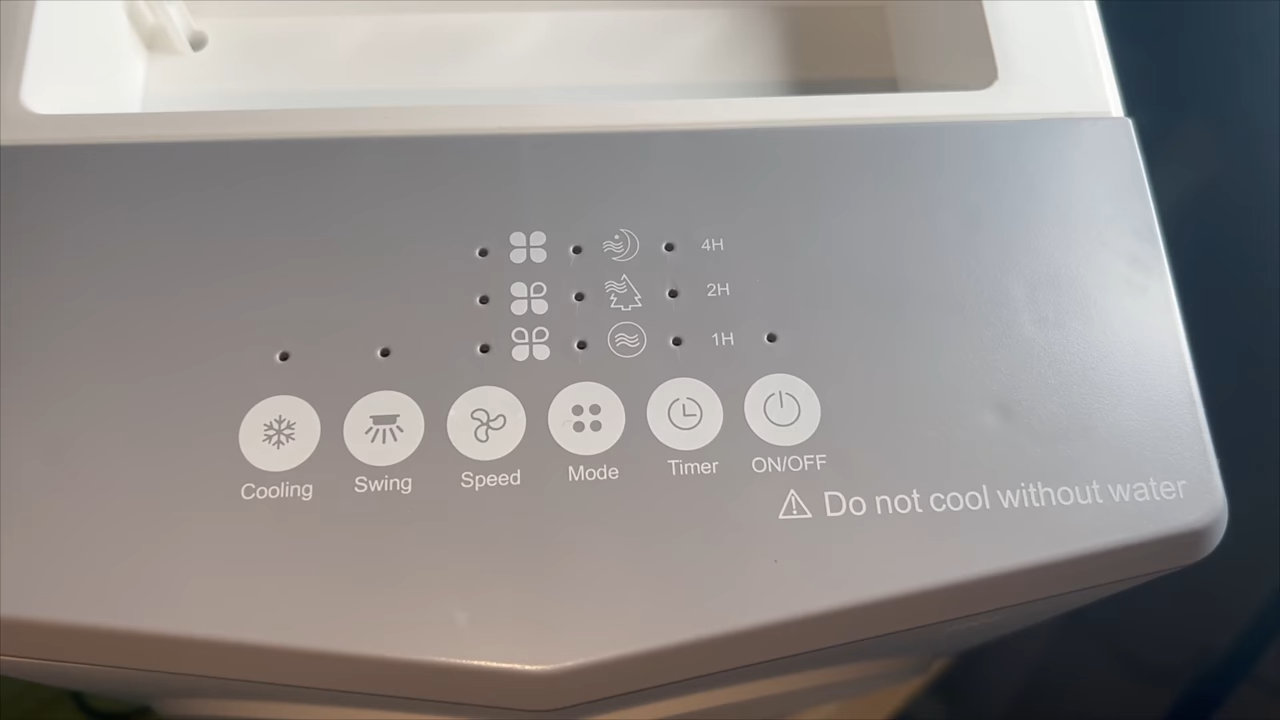 4H
2H
1H
Cooling Swing Speed Mode Timer ON/OFF
Do not cool without water